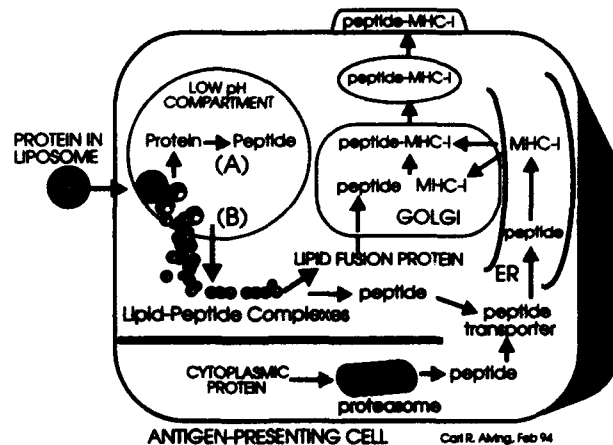 peptide-MHC-I
peptide-MHC-I
LOW pH
COMPARTMENT
PROTEIN IN
LIPOSOME
Protein
Peptide
(A)
(B)
peptide-MHC-I
MHC-I
peptide
MHC-I
GOLGI
peptide
LIPID FUSION PROTEIN
ER
Lipid-Peptide Complexes
peptide
peptide
transporter
CYTOPLASMIC
PROTEIN
peptide
proteasome
ANTIGEN-PRESENTING CELL
Carl R. Alving, Feb 94